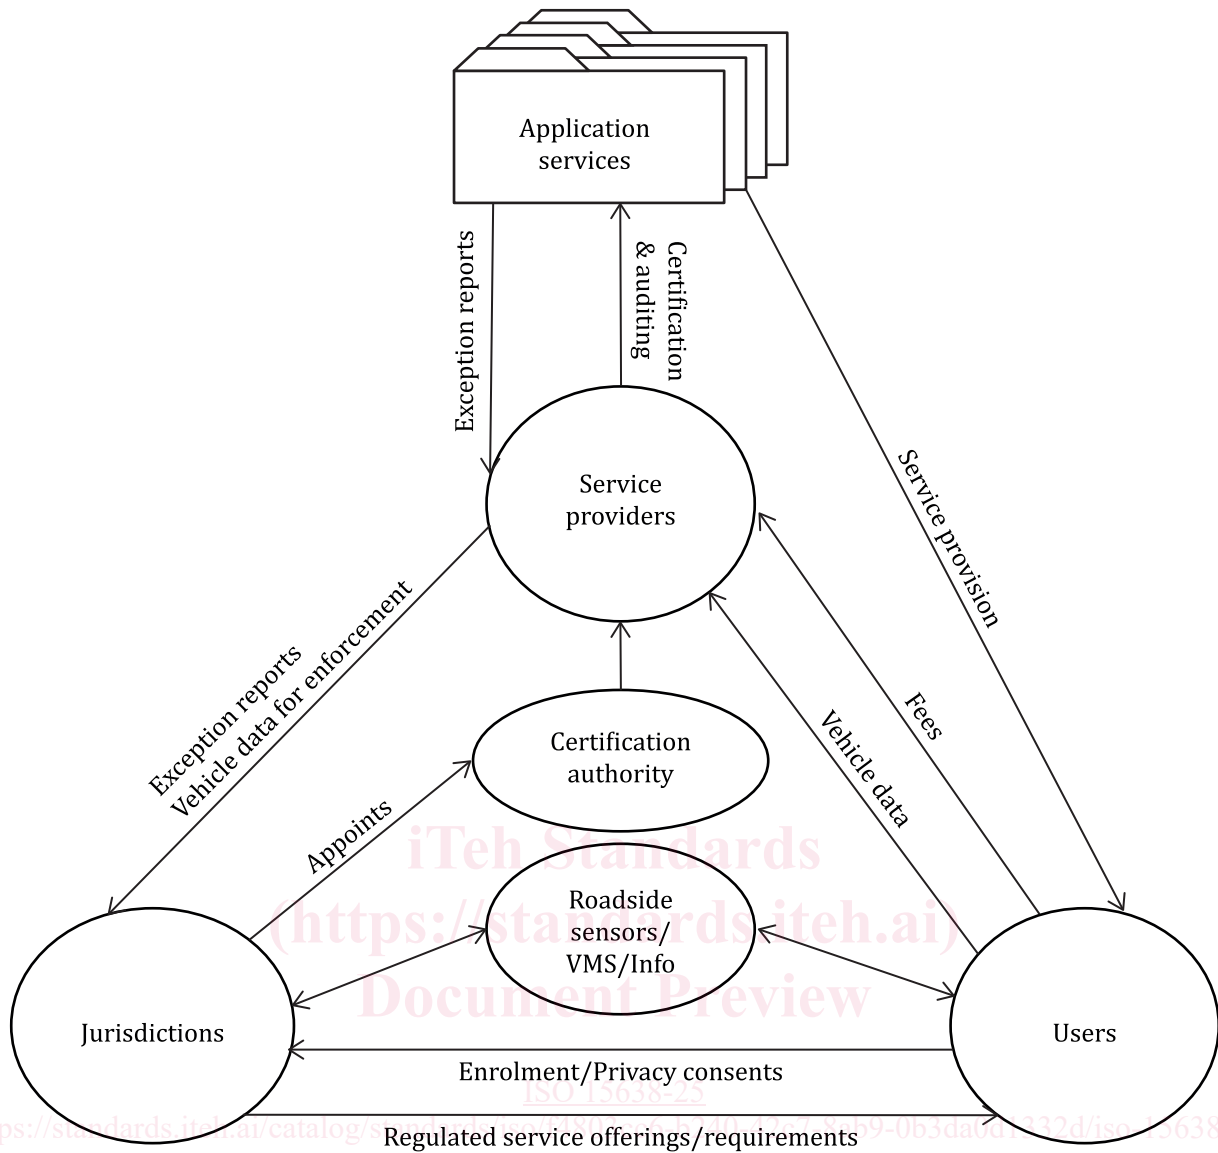 Application
services
Exception reports
Certification
& auditing
Service
providers
Service provision
Exception reports
Vehicle data for enforcement
Fees
Vehicle data
Certification
authority
Appoints
iTeh Standards
Roadside
sensors/
VMS/Info
(https://standards.iteh.ai)
Document Preview
Jurisdictions
Users
Enrolment/Privacy consents
ISO 15638-25
Regulated service offerings/requirements